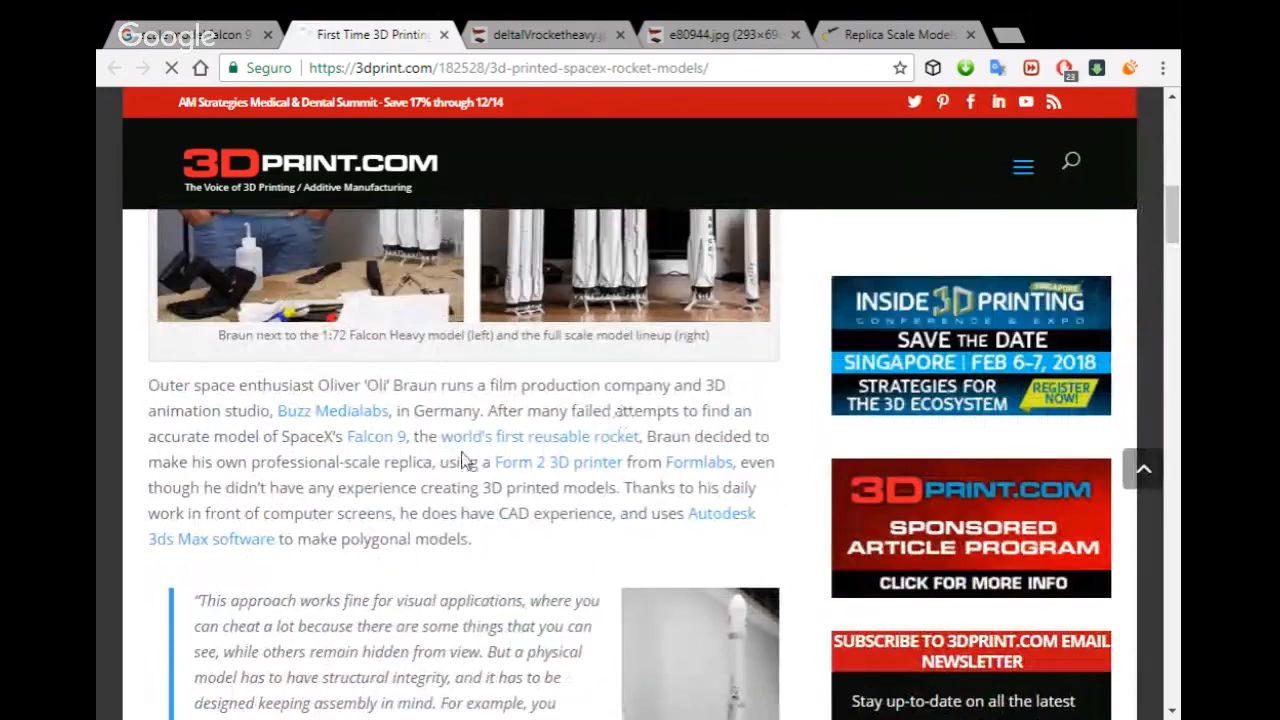 Google
Falcon 9
First Time 3D Printin
deltaIVrocketheavy.j
e80944.jpg (293×69
Replica Scale Models
Seguro
https://3dprint.com/182528/3d-printed-spacex-rocket-models/
23
AM Strategies Medical & Dental Summit - Save 17% through 12/14
3DPRINT.COM
The Voice of 3D Printing / Additive Manufacturing
Braun next to the 1:72 Falcon Heavy model (left) and the full scale model lineup (right)
Outer space enthusiast Oliver ‘Oli’ Braun runs a film production company and 3D
animation studio, Buzz Medialabs, in Germany. After many failed attempts to find an
accurate model of SpaceX’s Falcon 9, the world’s first reusable rocket, Braun decided to
make his own professional-scale replica, using a Form 2 3D printer from Formlabs, even
though he didn’t have any experience creating 3D printed models. Thanks to his daily
work in front of computer screens, he does have CAD experience, and uses Autodesk
3ds Max software to make polygonal models.
“This approach works fine for visual applications, where you
can cheat a lot because there are some things that you can
see, while others remain hidden from view. But a physical
model has to have structural integrity, and it has to be
designed keeping assembly in mind. For example, you
SINGAPORE
INSIDE 3D PRINTING
CONFERENCE & EXPO
SAVE THE DATE
SINGAPORE | FEB 6-7, 2018
STRATEGIES FOR
THE 3D ECOSYSTEM
REGISTER
NOW!
3DPRINT.COM
SPONSORED
ARTICLE PROGRAM
CLICK FOR MORE INFO
SUBSCRIBE TO 3DPRINT.COM EMAIL
NEWSLETTER
Stay up-to-date on all the latest